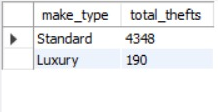 make_type total_thefts
Standard 4348
Luxury 190